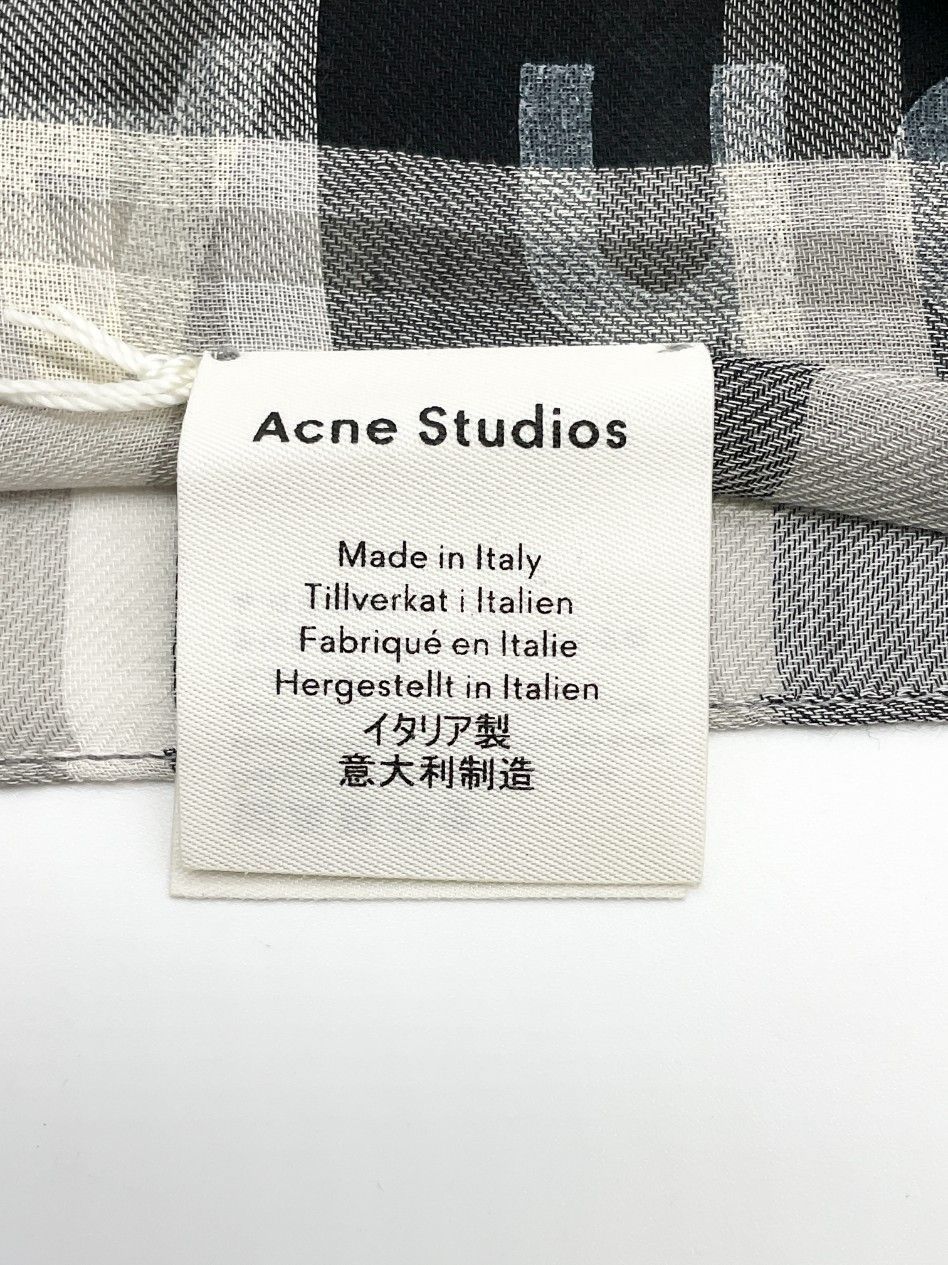 Acne Studios
Made in Italy
Tillverkat i Italien
Fabriqué en Italie
Hergestellt in Italien
イタリア製
意大利制造